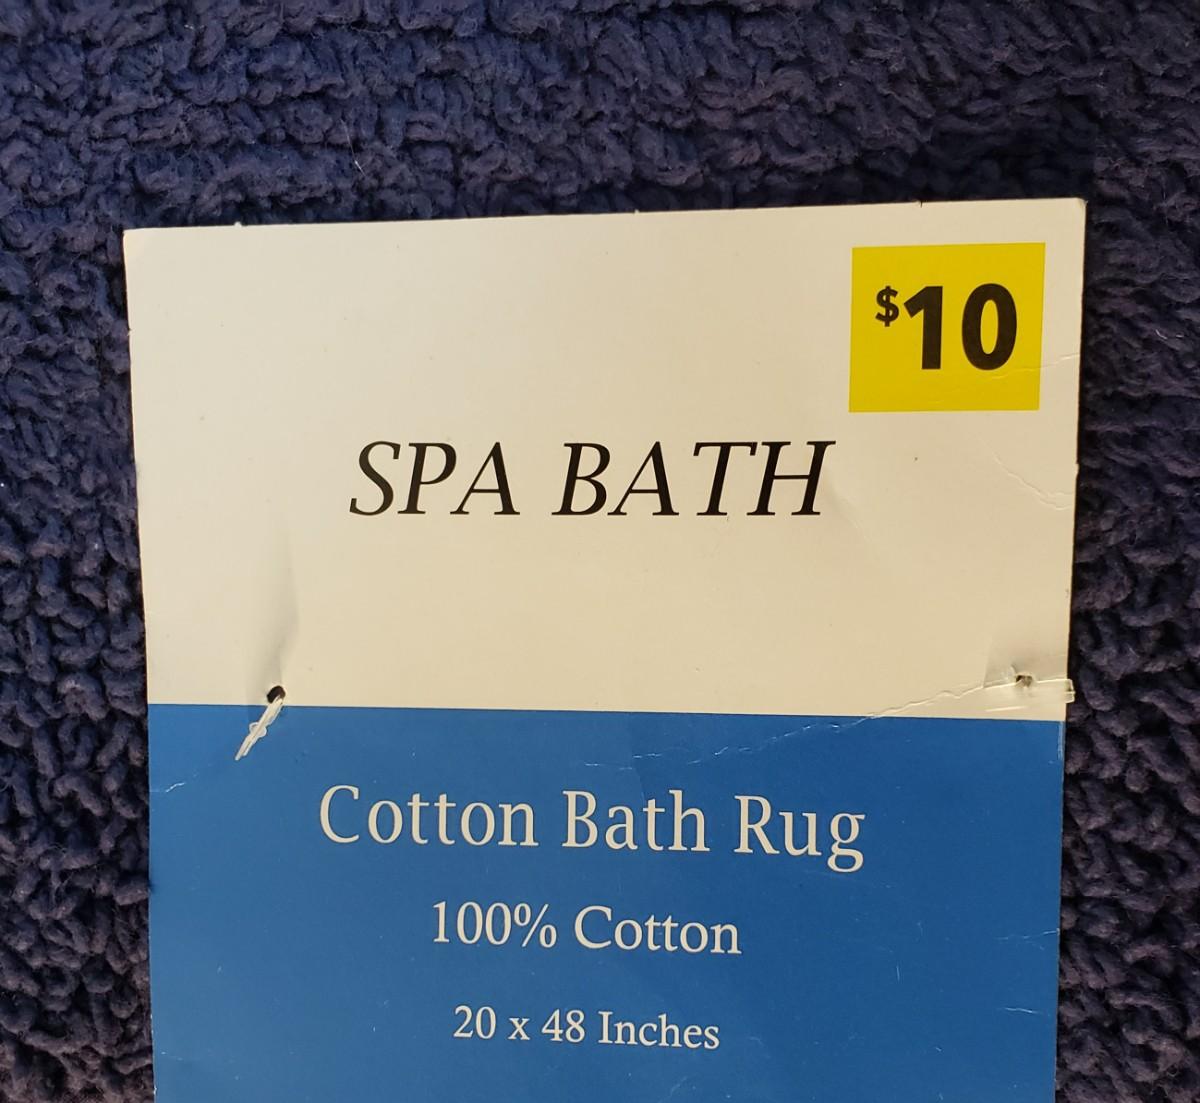 $10
SPA BATH
Cotton Bath Rug
100% Cotton
20 x 48 Inches